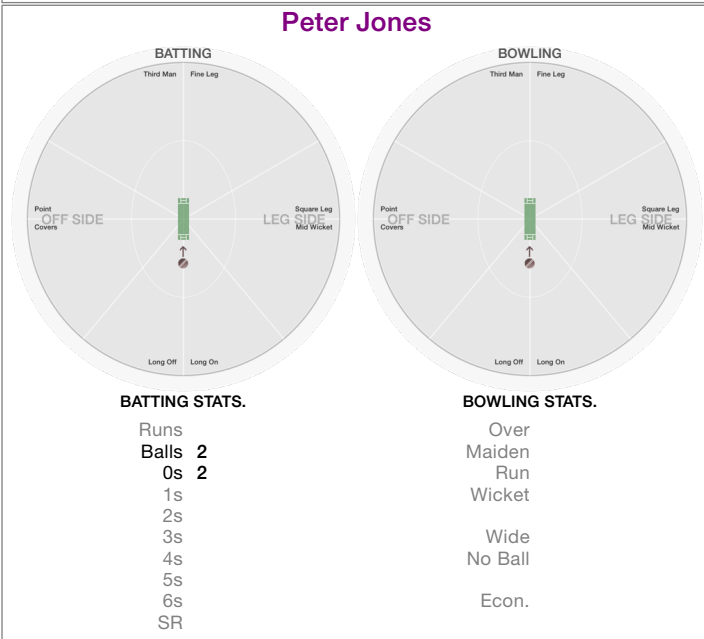 Peter Jones
BATTING
Third Man Fine Leg
Point Square Leg
OFF SIDE LEG SIDE
Covers Mid Wicket
Long Off Long On
BOWLING
Third Man Fine Leg
Point Square Leg
OFF SIDE LEG SIDE
Covers Mid Wicket
Long Off Long On
BATTING STATS.
Runs
Balls 2
0s 2
1s
2s
3s
4s
5s
6s
SR
BOWLING STATS.
Over
Maiden
Run
Wicket
Wide
No Ball
Econ.